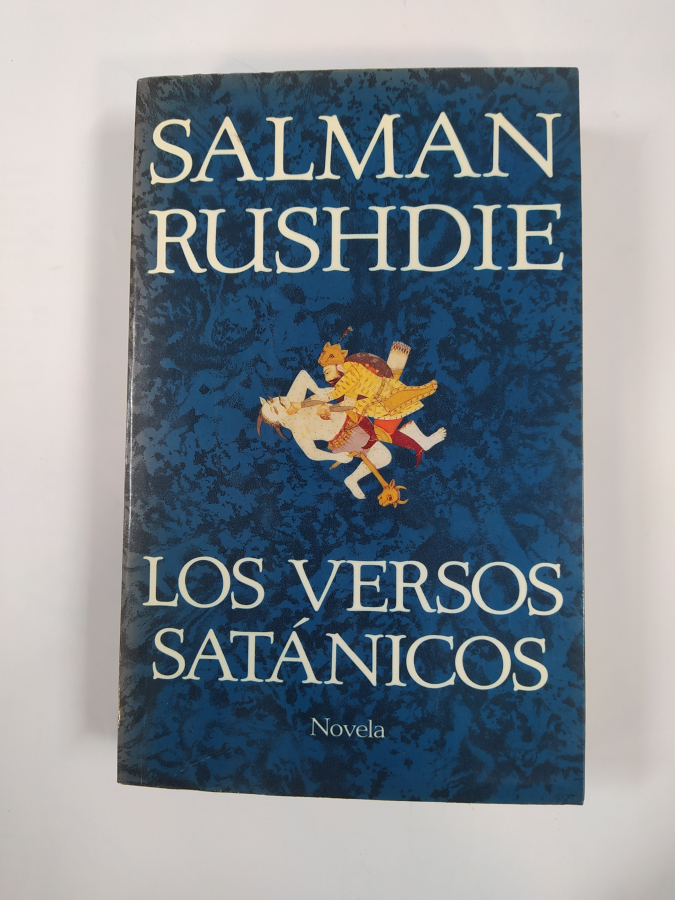 SALMAN
RUSHDIE
LOS VERSOS
SATÁNICOS
Novela